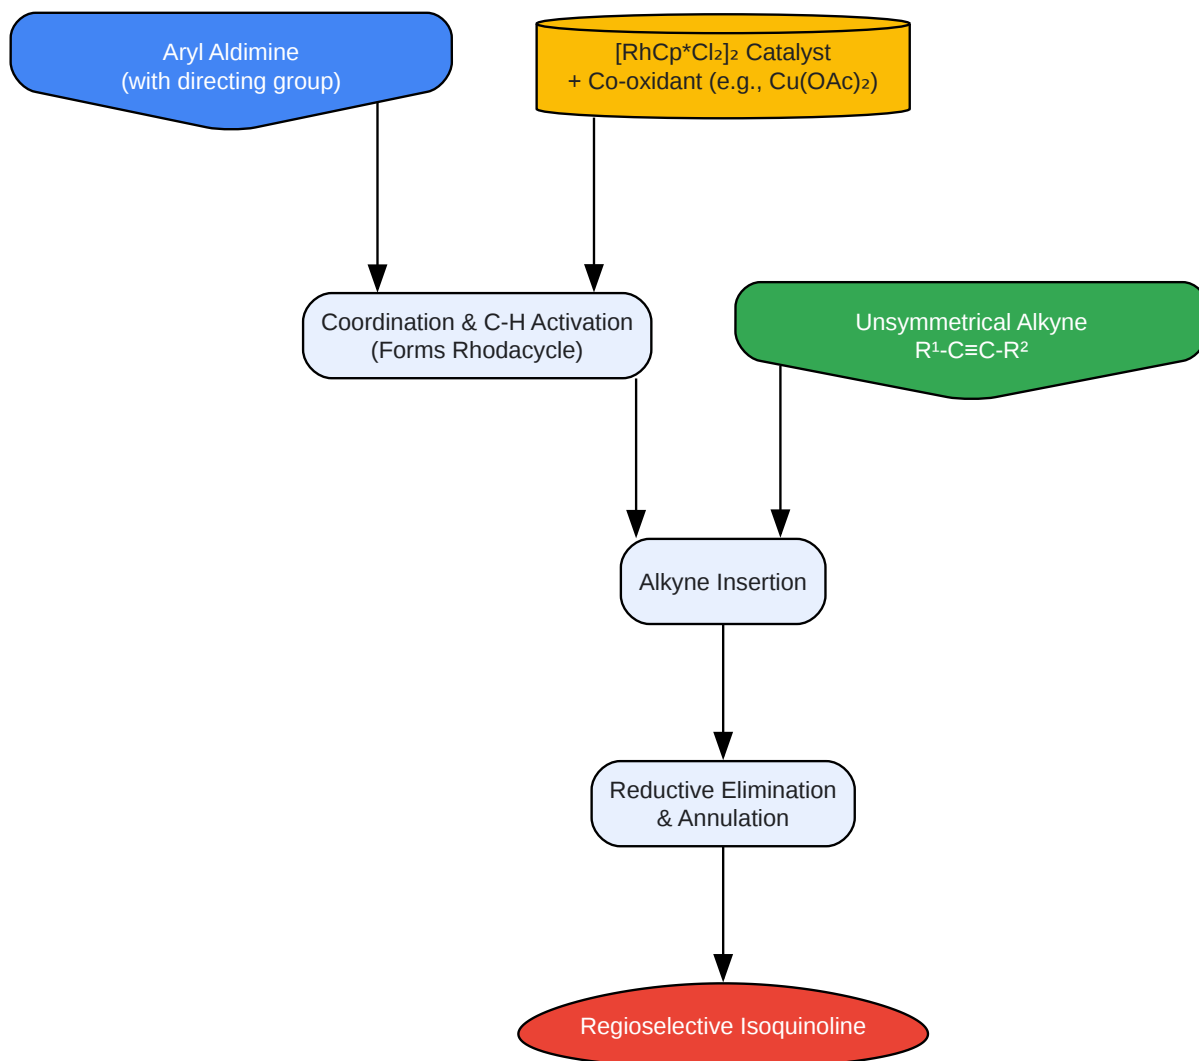 Aryl Aldimine
(with directing group)
[RhCp*Cl₂]₂ Catalyst
+ Co-oxidant (e.g., Cu(OAc)₂)
Coordination & C-H Activation
(Forms Rhodacycle)
Unsymmetrical Alkyne
R¹-C≡C-R²
Alkyne Insertion
Reductive Elimination
& Annulation
Regioselective Isoquinoline